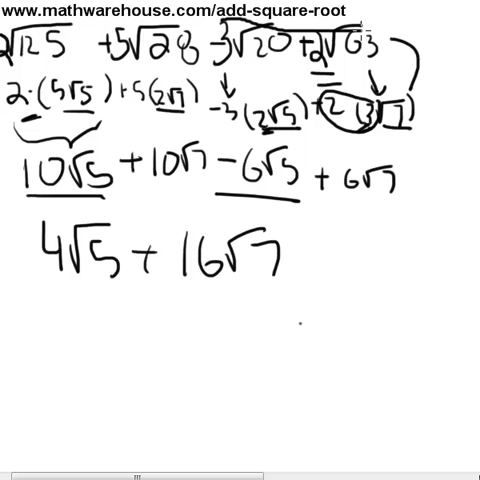 www.mathwarehouse.com/add-square-root
2√125 + 5√28 - 3√20 + 2√63
2·(5√5) + 5(2√7) - 3(2√5) + 2(3√7)
10√5 + 10√7 - 6√5 + 6√7
4√5 + 16√7